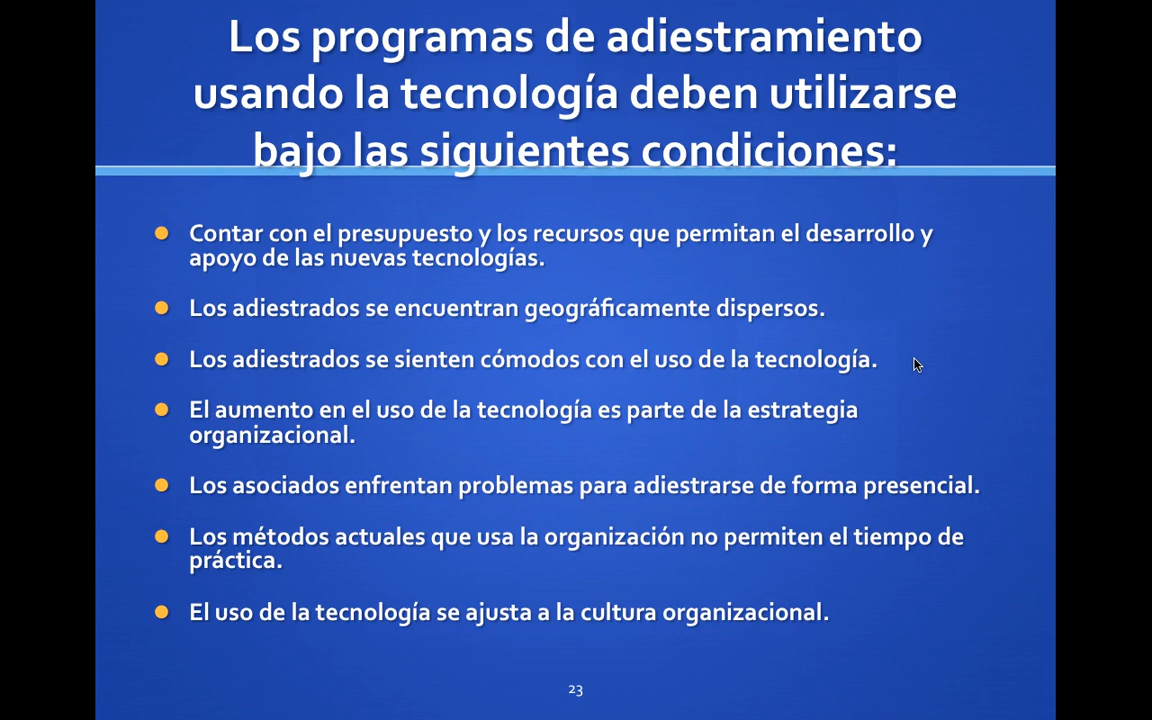 Los programas de adiestramiento
usando la tecnología deben utilizarse
bajo las siguientes condiciones:
Contar con el presupuesto y los recursos que permitan el desarrollo y
apoyo de las nuevas tecnologías.
Los adiestrados se encuentran geográficamente dispersos.
Los adiestrados se sienten cómodos con el uso de la tecnología.
El aumento en el uso de la tecnología es parte de la estrategia
organizacional.
Los asociados enfrentan problemas para adiestrarse de forma presencial.
Los métodos actuales que usa la organización no permiten el tiempo de
práctica.
El uso de la tecnología se ajusta a la cultura organizacional.
23